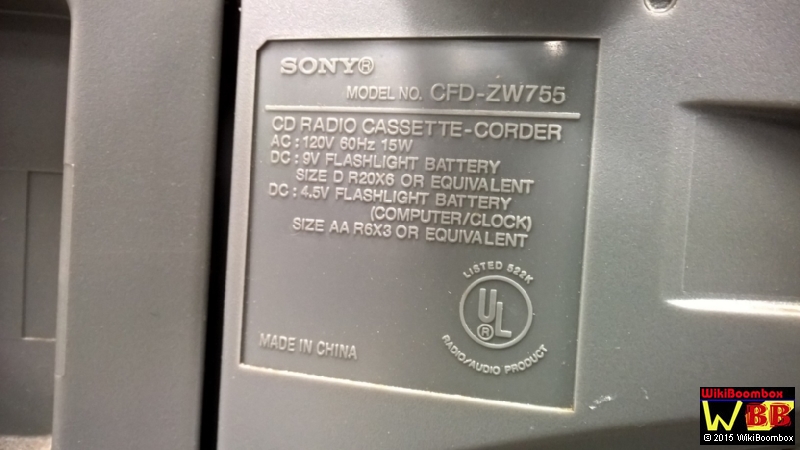 SONY®
MODEL NO. CFD-ZW755
CD RADIO CASSETTE-CORDER
AC : 120V 60Hz 15W
DC : 9V FLASHLIGHT BATTERY
SIZE D R20X6 OR EQUIVALENT
DC : 4.5V FLASHLIGHT BATTERY
(COMPUTER/CLOCK)
SIZE AA R6X3 OR EQUIVALENT
LISTED 522K
UL®
RADIO/AUDIO PRODUCT
MADE IN CHINA
WikiBoombox
WBB
© 2015 WikiBoombox